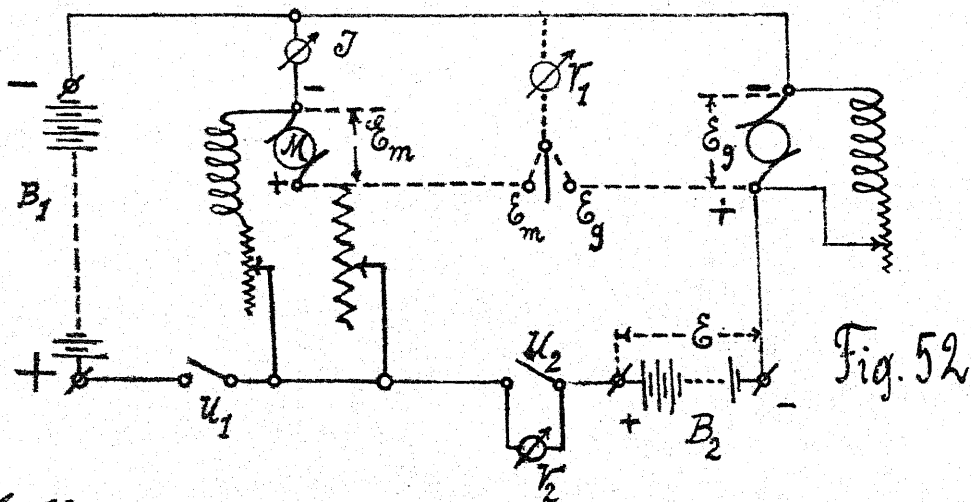 J
V1
-
-
-
Em
Eg
M
B1
+
+
Em
Eg
+
U1
U2
E
Fig. 52
+
B2
-
V2